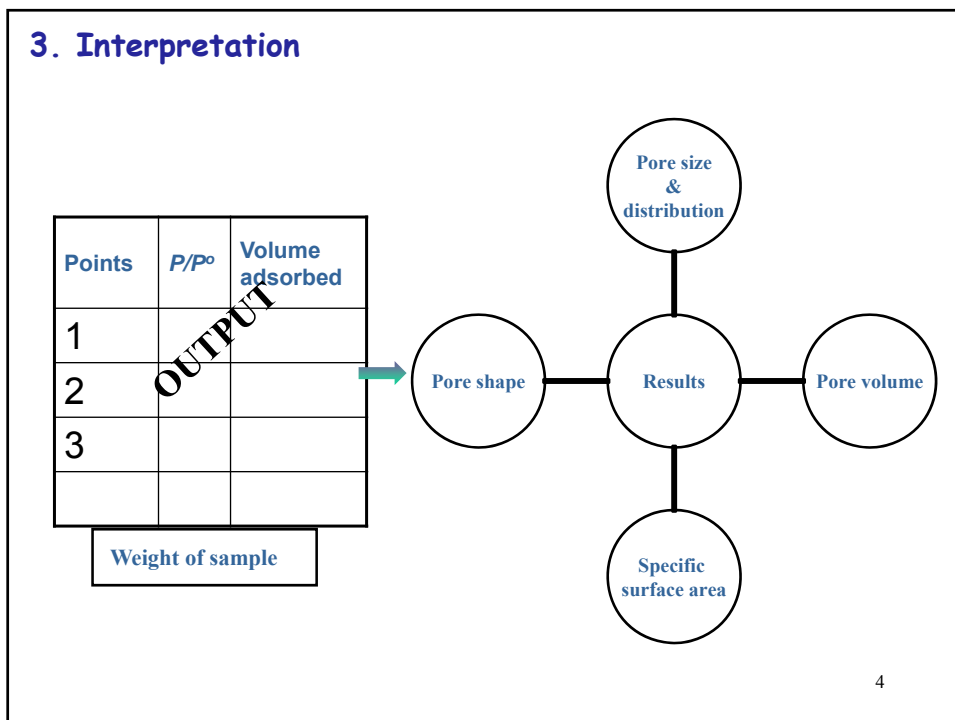 3. Interpretation
Points
P/Pº
Volume
adsorbed
1
2
3
OUTPUT
Weight of sample
Pore size
&
distribution
Pore shape
Results
Pore volume
Specific
surface area
4